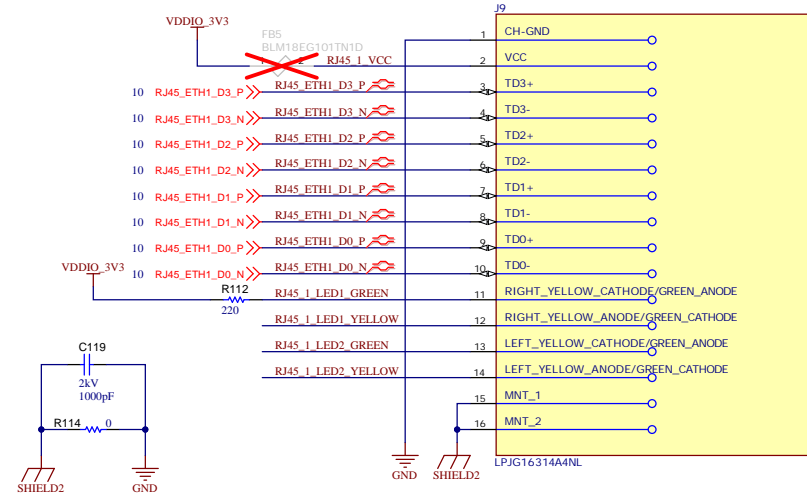 J9
VDDIO_3V3
FB5
BLM18EG101TN1D
1 2 RJ45_1_VCC
1 CH-GND
2 VCC
10 RJ45_ETH1_D3_P RJ45_ETH1_D3_P 3 TD3+
10 RJ45_ETH1_D3_N RJ45_ETH1_D3_N 4 TD3-
10 RJ45_ETH1_D2_P RJ45_ETH1_D2_P 5 TD2+
10 RJ45_ETH1_D2_N RJ45_ETH1_D2_N 6 TD2-
10 RJ45_ETH1_D1_P RJ45_ETH1_D1_P 7 TD1+
10 RJ45_ETH1_D1_N RJ45_ETH1_D1_N 8 TD1-
10 RJ45_ETH1_D0_P RJ45_ETH1_D0_P 9 TD0+
10 RJ45_ETH1_D0_N RJ45_ETH1_D0_N 10 TD0-
VDDIO_3V3
R112
220
RJ45_1_LED1_GREEN 11 RIGHT_YELLOW_CATHODE/GREEN_ANODE
RJ45_1_LED1_YELLOW 12 RIGHT_YELLOW_ANODE/GREEN_CATHODE
RJ45_1_LED2_GREEN 13 LEFT_YELLOW_CATHODE/GREEN_ANODE
RJ45_1_LED2_YELLOW 14 LEFT_YELLOW_ANODE/GREEN_CATHODE
15 MNT_1
16 MNT_2
LPJG16314A4NL
C119
2kV
1000pF
R114 0
SHIELD2
GND
GND
SHIELD2